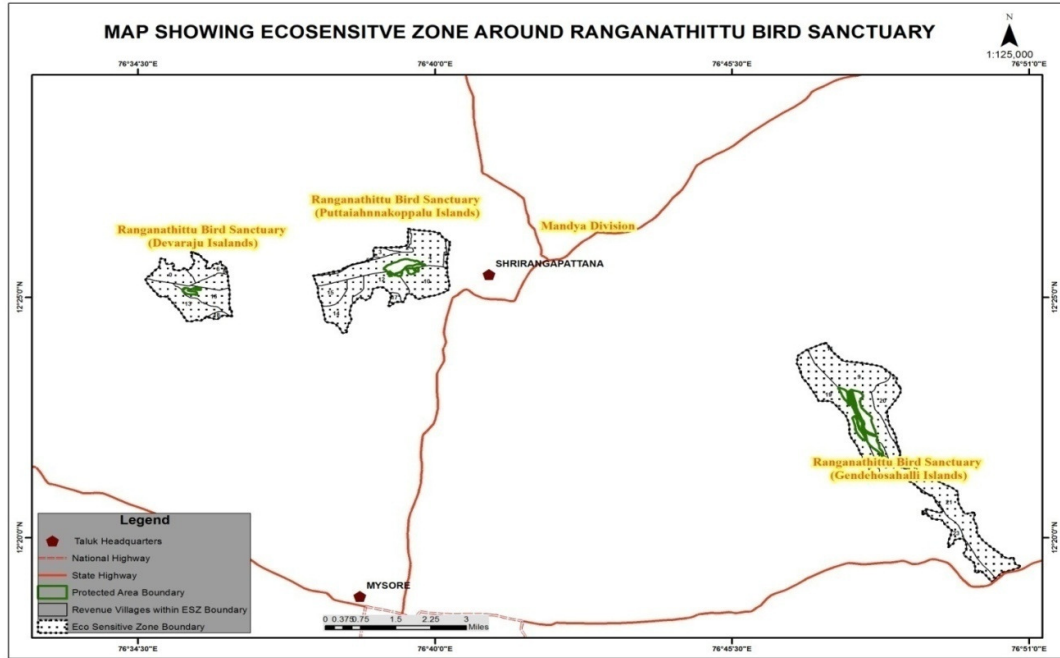 MAP SHOWING ECOSENSITVE ZONE AROUND RANGANATHITTU BIRD SANCTUARY
N
1:125,000
76°34'30"E
76°40'0"E
76°45'30"E
76°51'0"E
Ranganathittu Bird Sanctuary
(Devaraju Isalands)
Ranganathittu Bird Sanctuary
(Puttaiahnnakoppalu Islands)
Mandya Division
SHRIRANGAPATTANA
12°25'0"N
12°25'0"N
Ranganathittu Bird Sanctuary
(Gendehosahalli Islands)
12°20'0"N
12°20'0"N
MYSORE
Legend
Taluk Headquarters
National Highway
State Highway
Protected Area Boundary
Revenue Villages within ESZ Boundary
Eco Sensitive Zone Boundary
0 0.375 0.75 1.5 2.25 3
Miles
76°34'30"E
76°40'0"E
76°45'30"E
76°51'0"E